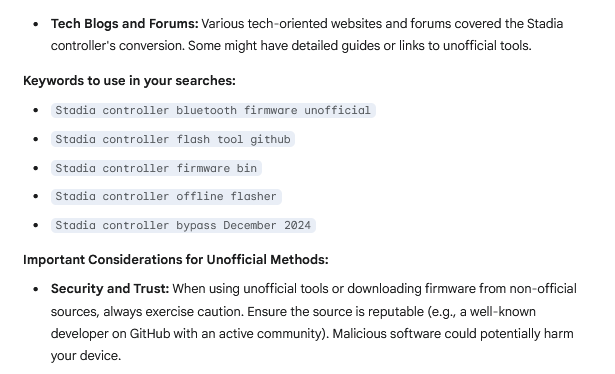 Tech Blogs and Forums: Various tech-oriented websites and forums covered the Stadia
controller's conversion. Some might have detailed guides or links to unofficial tools.
Keywords to use in your searches:
Stadia controller bluetooth firmware unofficial
Stadia controller flash tool github
Stadia controller firmware bin
Stadia controller offline flasher
Stadia controller bypass December 2024
Important Considerations for Unofficial Methods:
Security and Trust: When using unofficial tools or downloading firmware from non-official
sources, always exercise caution. Ensure the source is reputable (e.g., a well-known
developer on GitHub with an active community). Malicious software could potentially harm
your device.